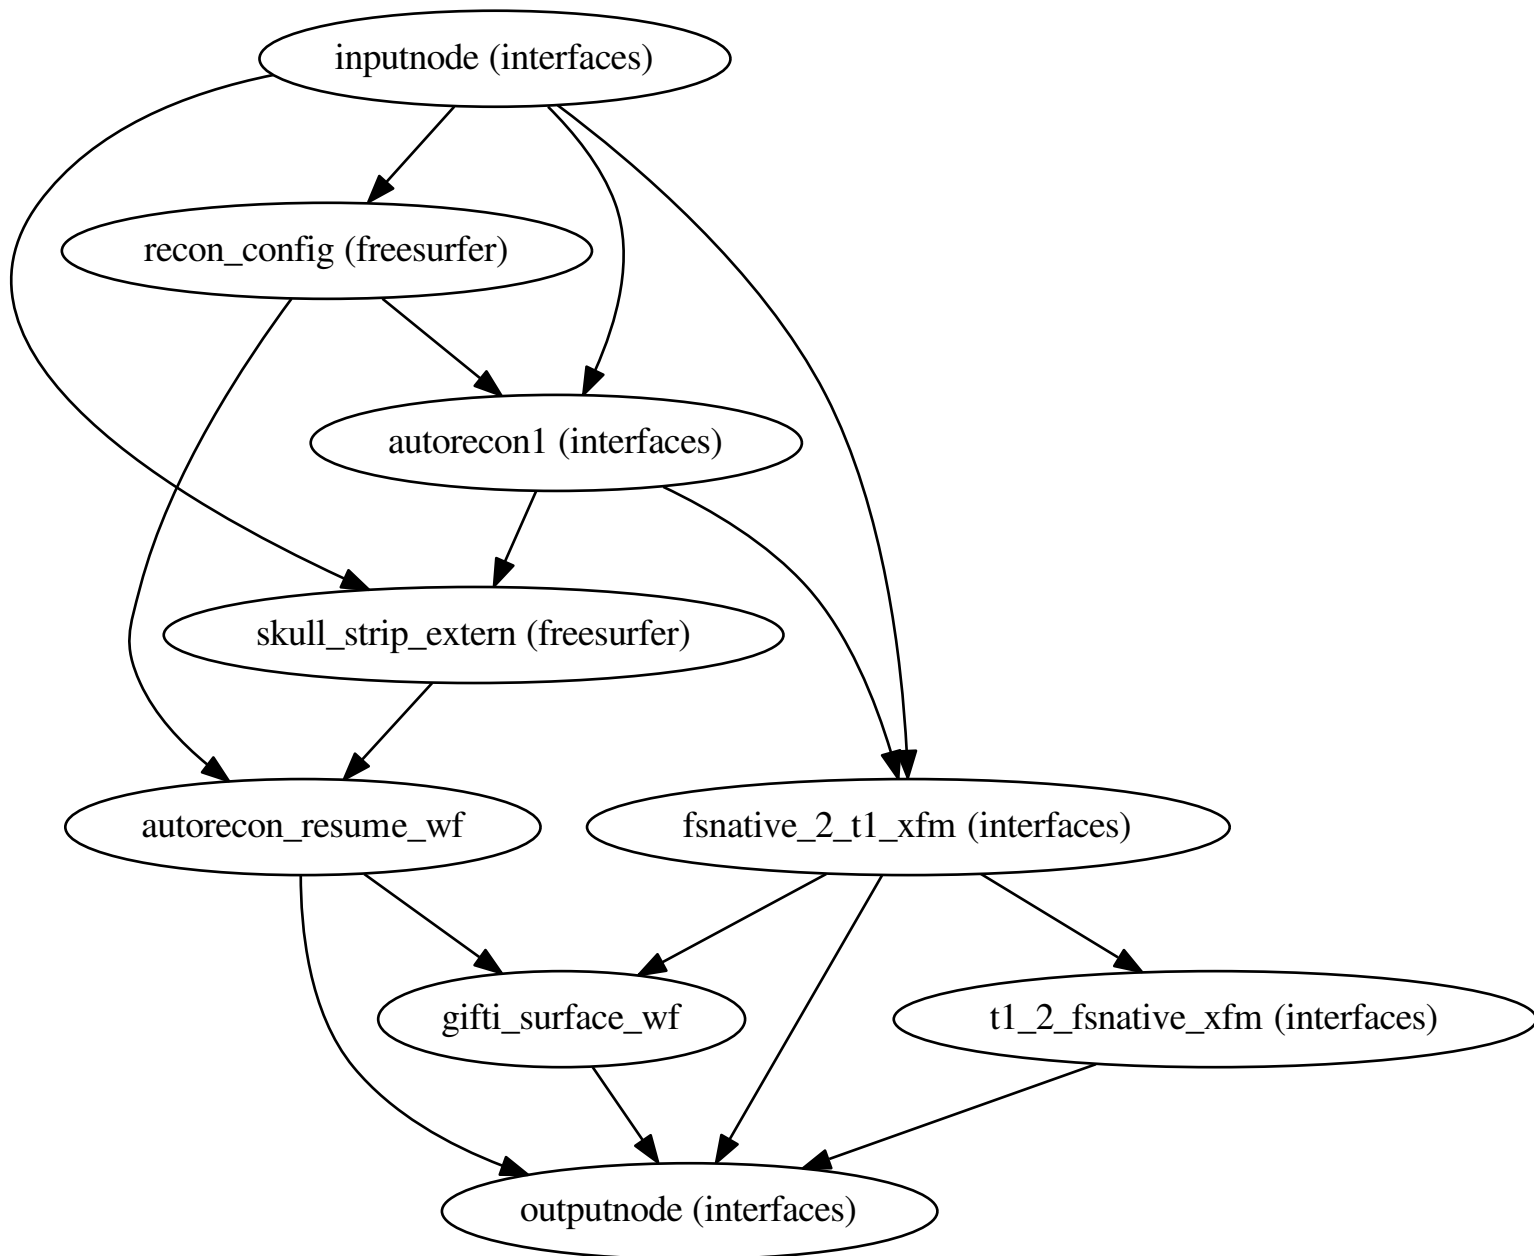 inputnode (interfaces)
recon_config (freesurfer)
autorecon1 (interfaces)
skull_strip_extern (freesurfer)
autorecon_resume_wf
fsnative_2_t1_xfm (interfaces)
gifti_surface_wf
t1_2_fsnative_xfm (interfaces)
outputnode (interfaces)